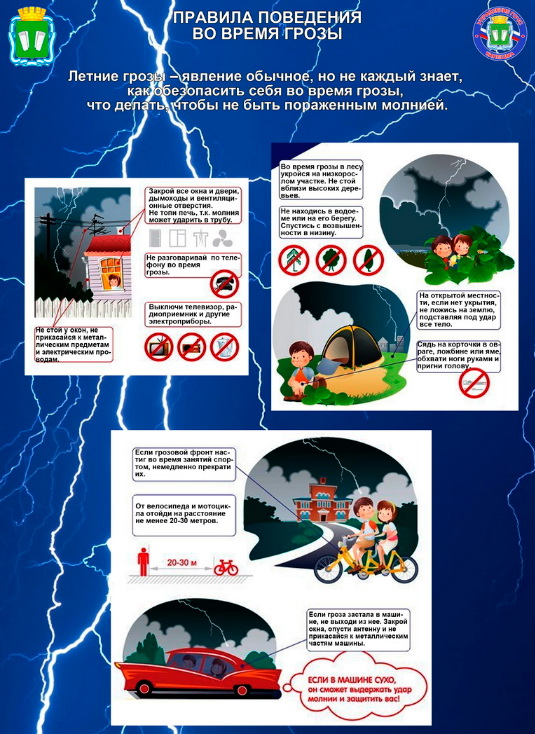 ПРАВИЛА ПОВЕДЕНИЯ
ВО ВРЕМЯ ГРОЗЫ
Летние грозы – явление обычное, но не каждый знает,
как обезопасить себя во время грозы,
что делать, чтобы не быть пораженным молнией.
Закрой все окна и двери,
дымоходы и вентиляци-
онные отверстия.
Не топи печь, т.к. молния
может ударить в трубу.
Не разговаривай по теле-
фону во время
грозы.
Выключи телевизор, ра-
диоприемник и другие
электроприборы.
Не стой у окон, не
прикасайся к метал-
лическим предметам
и электрическим про-
водам.
Во время грозы в лесу
укройся на низкорос-
лом участке. Не стой
вблизи высоких дере-
вьев.
Не находись в водое-
ме или на его берегу.
Спустись с возвышен-
ности в низину.
На открытой местнос-
ти, если нет укрытия,
не ложись на землю,
подставляя под удар
все тело.
Сядь на корточки в ов-
раге, ложбине или яме,
обхвати ноги руками и
пригни голову.
Если грозовой фронт нас-
тиг во время занятий спор-
том, немедленно прекрати
их.
От велосипеда и мотоцик-
ла отойди на расстояние
не менее 20-30 метров.
20-30 м
Если гроза застала в маши-
не, не выходи из нее. Закрой
окна, опусти антенну и не
прикасайся к металлическим
частям машины.
ЕСЛИ В МАШИНЕ СУХО,
он сможет выдержать удар
молнии и защитить вас!